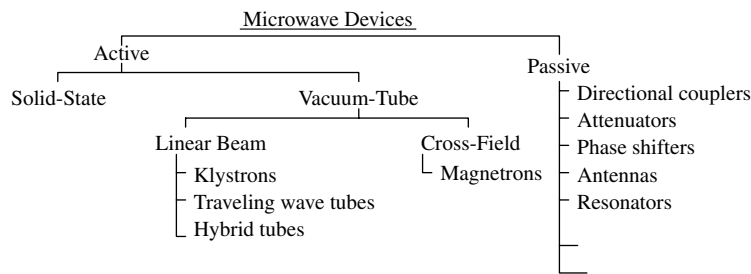 Microwave Devices
Active
Passive
Solid-State
Vacuum-Tube
Linear Beam
Klystrons
Traveling wave tubes
Hybrid tubes
Cross-Field
Magnetrons
Directional couplers
Attenuators
Phase shifters
Antennas
Resonators